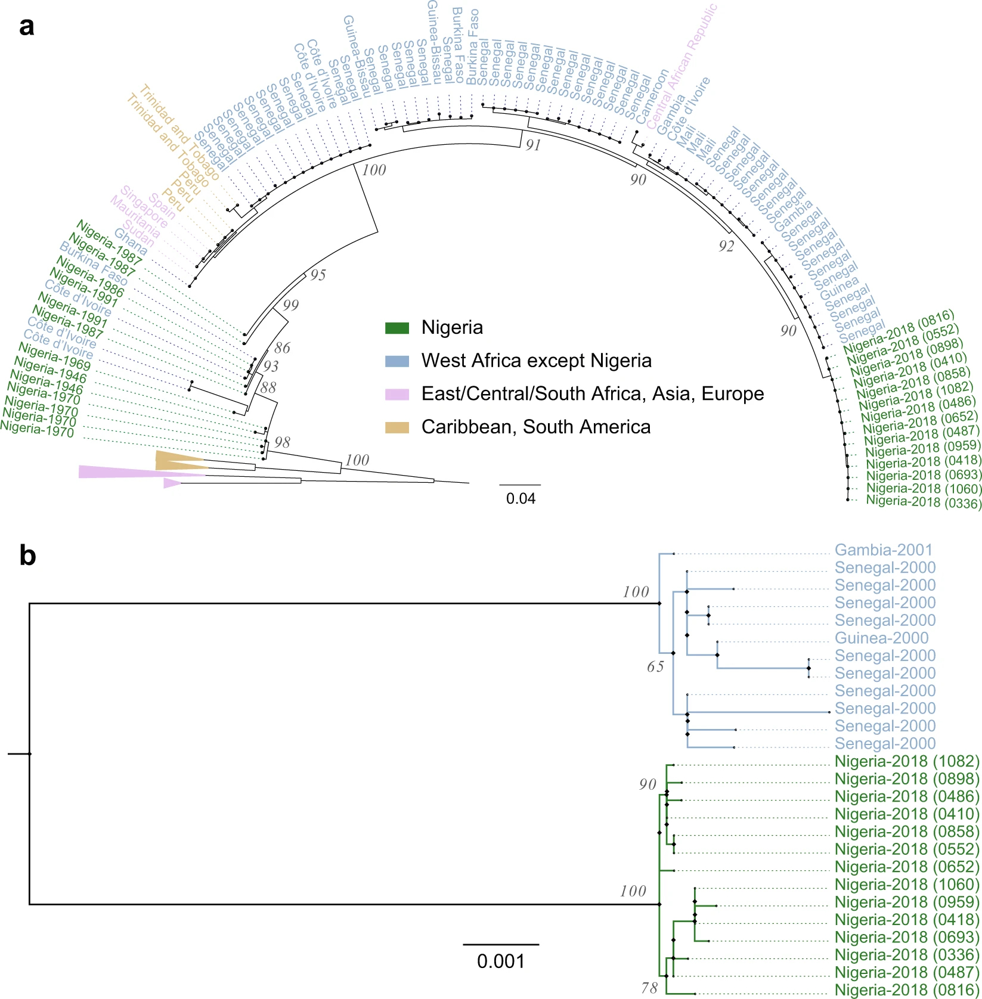 a
Nigeria-1970
Nigeria-1970
Nigeria-1970
Nigeria-1970
Nigeria-1946
Nigeria-1946
Nigeria-1969
Côte d'Ivoire
Côte d'Ivoire
Nigeria-1987
Nigeria-1991
Côte d'Ivoire
Nigeria-1991
Nigeria-1986
Burkina Faso
Nigeria-1987
Nigeria-1987
Ghana
Sudan
Mauritania
Singapore
Spain
Peru
Peru
Peru
Trinidad and Tobago
Trinidad and Tobago
Senegal
Senegal
Senegal
Senegal
Senegal
Senegal
Senegal
Senegal
Senegal
Côte d'Ivoire
Côte d'Ivoire
Senegal
Senegal
Guinea-Bissau
Senegal
Senegal
Senegal
Senegal
Senegal
Guinea-Bissau
Senegal
Burkina Faso
Burkina Faso
Senegal
Senegal
Senegal
Senegal
Senegal
Senegal
Senegal
Senegal
Senegal
Senegal
Senegal
Senegal
Senegal
Senegal
Cameroon
Central African Republic
Gambia
Côte d'Ivoire
Mali
Mali
Mali
Senegal
Senegal
Senegal
Senegal
Senegal
Senegal
Senegal
Gambia
Senegal
Senegal
Senegal
Senegal
Senegal
Senegal
Guinea
Senegal
Senegal
Senegal
Senegal
Nigeria-2018 (0816)
Nigeria-2018 (0552)
Nigeria-2018 (0898)
Nigeria-2018 (0410)
Nigeria-2018 (0858)
Nigeria-2018 (1082)
Nigeria-2018 (0486)
Nigeria-2018 (0652)
Nigeria-2018 (0487)
Nigeria-2018 (0959)
Nigeria-2018 (0418)
Nigeria-2018 (0693)
Nigeria-2018 (1060)
Nigeria-2018 (0336)
91
100
90
92
95
99
90
86
93
88
98
100
Nigeria
West Africa except Nigeria
East/Central/South Africa, Asia, Europe
Caribbean, South America
0.04
b
Gambia-2001
Senegal-2000
Senegal-2000
100
Senegal-2000
Senegal-2000
Guinea-2000
Senegal-2000
65
Senegal-2000
Senegal-2000
Senegal-2000
Senegal-2000
Senegal-2000
Nigeria-2018 (1082)
90
Nigeria-2018 (0898)
Nigeria-2018 (0486)
Nigeria-2018 (0410)
Nigeria-2018 (0858)
Nigeria-2018 (0552)
Nigeria-2018 (0652)
100
Nigeria-2018 (1060)
Nigeria-2018 (0959)
Nigeria-2018 (0418)
Nigeria-2018 (0693)
0.001
Nigeria-2018 (0336)
Nigeria-2018 (0487)
78
Nigeria-2018 (0816)